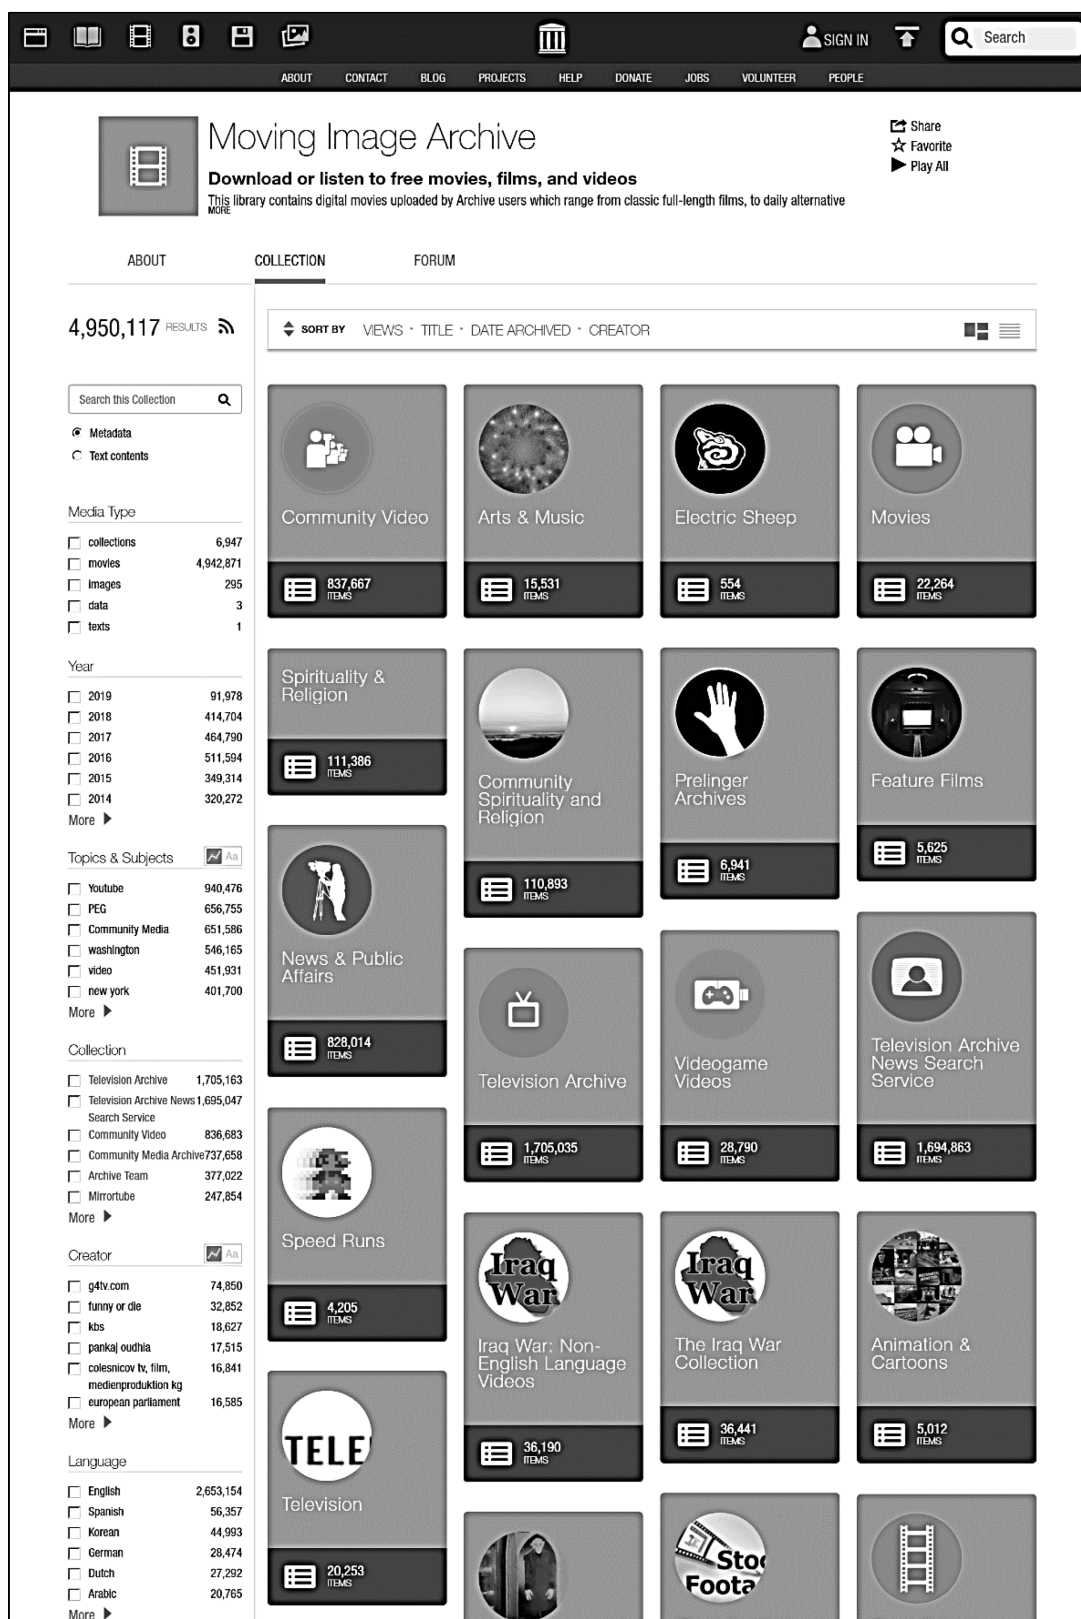 SIGN IN
Search
ABOUT CONTACT BLOG PROJECTS HELP DONATE JOBS VOLUNTEER PEOPLE
Moving Image Archive
Download or listen to free movies, films, and videos
This library contains digital movies uploaded by Archive users which range from classic full-length films, to daily alternative
MORE
Share
Favorite
Play All
ABOUT COLLECTION FORUM
4,950,117 RESULTS
SORT BY VIEWS · TITLE · DATE ARCHIVED · CREATOR
Search this Collection
Metadata
Text contents
Media Type
collections 6,947
movies 4,942,871
images 295
data 3
texts 1
Year
2019 91,978
2018 414,704
2017 464,790
2016 511,594
2015 349,314
2014 320,272
More
Topics & Subjects Aa
Youtube 940,476
PEG 656,755
Community Media 651,586
washington 546,165
video 451,931
new york 401,700
More
Collection
Television Archive 1,705,163
Television Archive News 1,695,047
Search Service
Community Video 836,683
Community Media Archive 737,658
Archive Team 377,022
Mirrortube 247,854
More
Creator Aa
g4tv.com 74,850
funny or die 32,852
kbs 18,627
pankaj oudhia 17,515
colesnicov tv, film, 16,841
medienproduktion kg
european parliament 16,585
More
Language
English 2,653,154
Spanish 56,357
Korean 44,993
German 28,474
Dutch 27,292
Arabic 20,765
More
Community Video
837,667
ITEMS
Arts & Music
15,531
ITEMS
Electric Sheep
554
ITEMS
Movies
22,264
ITEMS
Spirituality &
Religion
111,386
ITEMS
Community
Spirituality and
Religion
110,893
ITEMS
Prelinger
Archives
6,941
ITEMS
Feature Films
5,625
ITEMS
News & Public
Affairs
828,014
ITEMS
Television Archive
1,705,035
ITEMS
Videogame
Videos
28,790
ITEMS
Television Archive
News Search
Service
1,694,863
ITEMS
Speed Runs
4,205
ITEMS
Iraq
War
Iraq War: Non-
English Language
Videos
36,190
ITEMS
Iraq
War
The Iraq War
Collection
36,441
ITEMS
Animation &
Cartoons
5,012
ITEMS
TELE
Television
20,253
ITEMS
Stoc
Foota